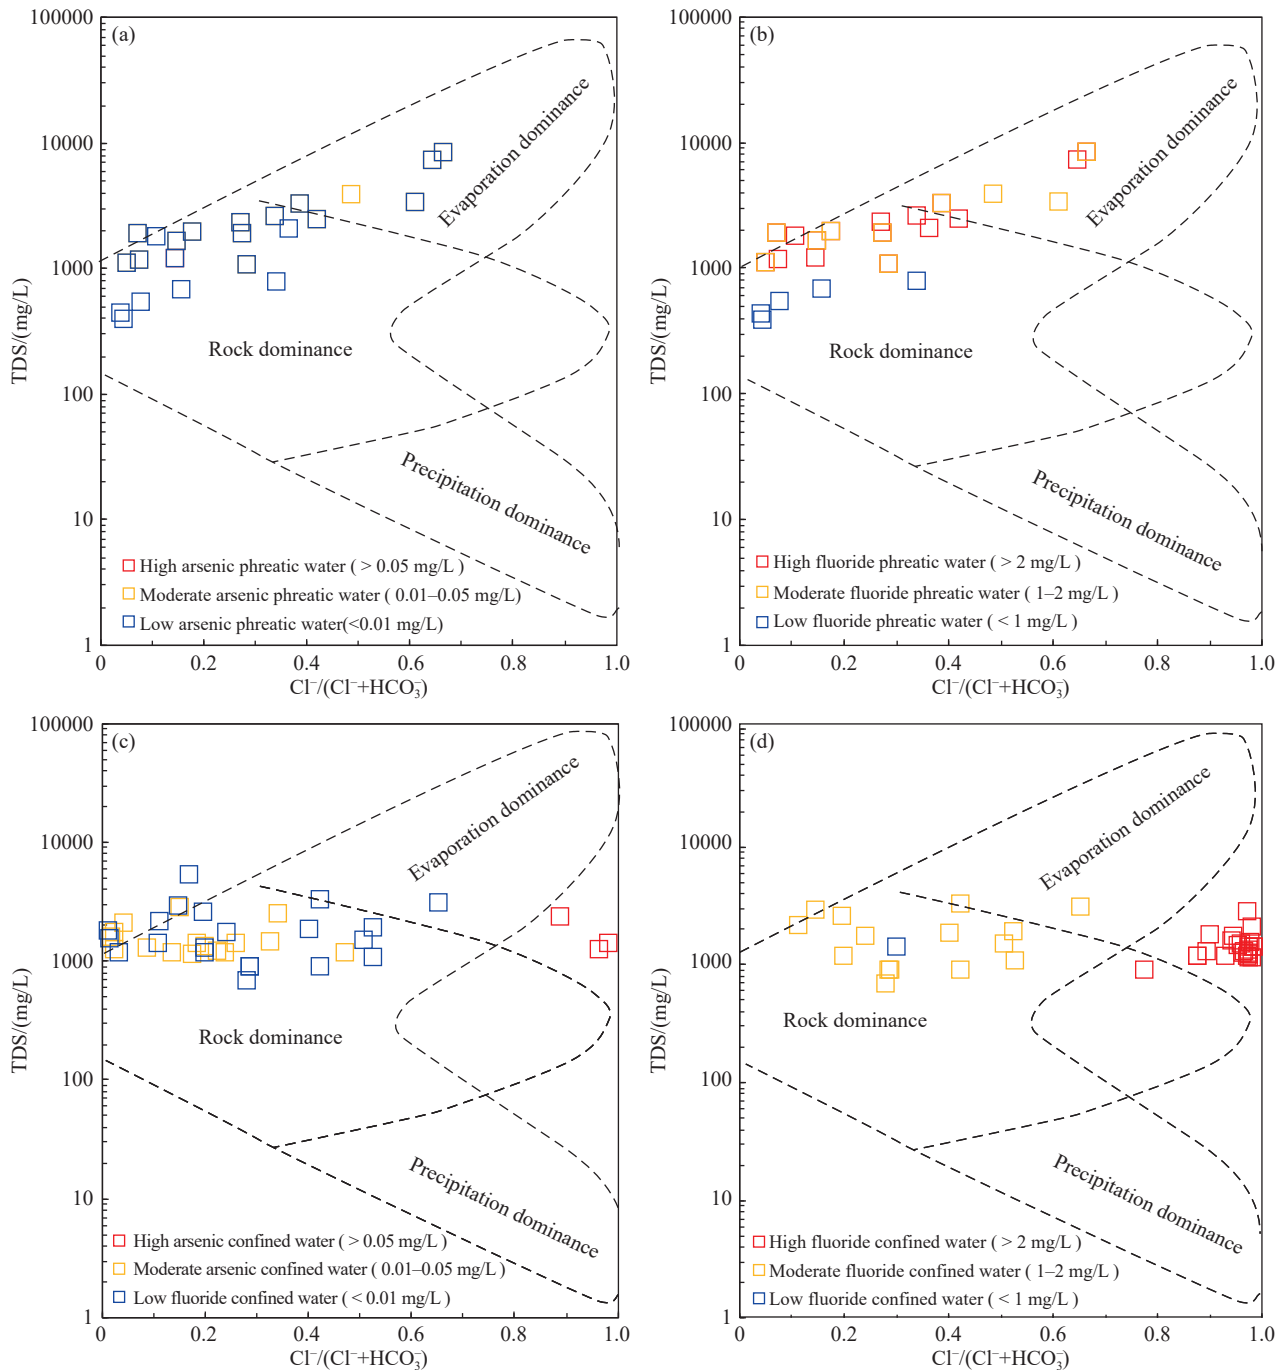 (a)
100000
10000
1000
100
10
1
TDS/(mg/L)
Evaporation dominance
Rock dominance
Precipitation dominance
High arsenic phreatic water ( > 0.05 mg/L )
Moderate arsenic phreatic water ( 0.01–0.05 mg/L)
Low arsenic phreatic water(<0.01 mg/L)
0 0.2 0.4 0.6 0.8 1.0
Cl⁻/(Cl⁻+HCO₃⁻)
(b)
100000
10000
1000
100
10
1
TDS/(mg/L)
Evaporation dominance
Rock dominance
Precipitation dominance
High fluoride phreatic water ( > 2 mg/L )
Moderate fluoride phreatic water ( 1–2 mg/L )
Low fluoride phreatic water ( < 1 mg/L )
0 0.2 0.4 0.6 0.8 1.0
Cl⁻/(Cl⁻+HCO₃⁻)
(c)
100000
10000
1000
100
10
1
TDS/(mg/L)
Evaporation dominance
Rock dominance
Precipitation dominance
High arsenic confined water ( > 0.05 mg/L )
Moderate arsenic confined water ( 0.01–0.05 mg/L )
Low fluoride confined water ( < 0.01 mg/L )
0 0.2 0.4 0.6 0.8 1.0
Cl⁻/(Cl⁻+HCO₃⁻)
(d)
100000
10000
1000
100
10
1
TDS/(mg/L)
Evaporation dominance
Rock dominance
Precipitation dominance
High fluoride confined water ( > 2 mg/L )
Moderate fluoride confined water ( 1–2 mg/L )
Low fluoride confined water ( < 1 mg/L )
0 0.2 0.4 0.6 0.8 1.0
Cl⁻/(Cl⁻+HCO₃⁻)